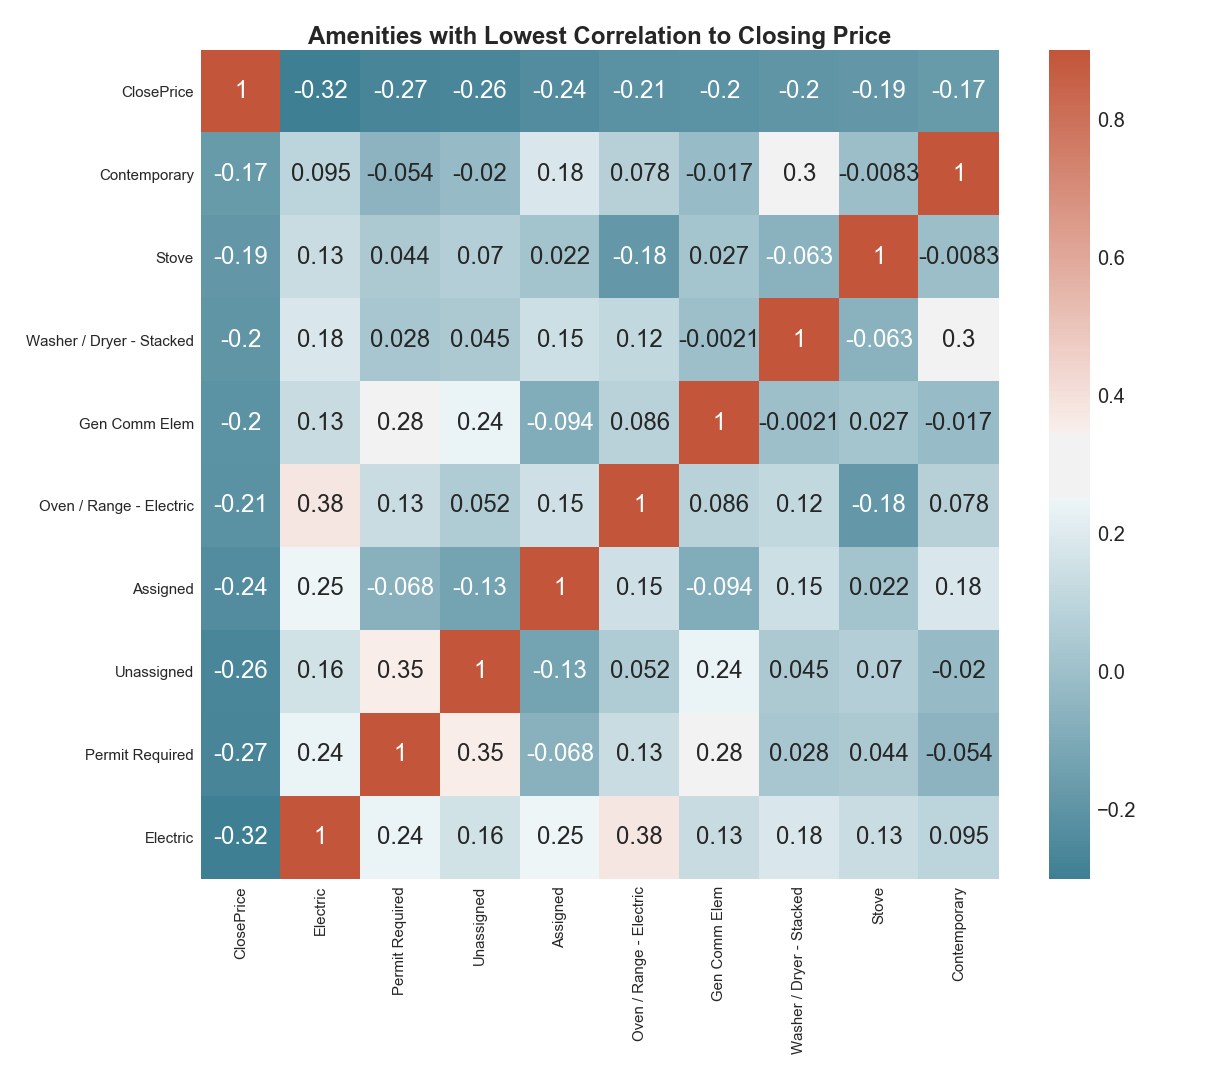 Amenities with Lowest Correlation to Closing Price
ClosePrice 1 -0.32 -0.27 -0.26 -0.24 -0.21 -0.2 -0.2 -0.19 -0.17
Contemporary -0.17 0.095 -0.054 -0.02 0.18 0.078 -0.017 0.3 -0.0083 1
Stove -0.19 0.13 0.044 0.07 0.022 -0.18 0.027 -0.063 1 -0.0083
Washer / Dryer - Stacked -0.2 0.18 0.028 0.045 0.15 0.12 -0.0021 1 -0.063 0.3
Gen Comm Elem -0.2 0.13 0.28 0.24 -0.094 0.086 1 -0.0021 0.027 -0.017
Oven / Range - Electric -0.21 0.38 0.13 0.052 0.15 1 0.086 0.12 -0.18 0.078
Assigned -0.24 0.25 -0.068 -0.13 1 0.15 -0.094 0.15 0.022 0.18
Unassigned -0.26 0.16 0.35 1 -0.13 0.052 0.24 0.045 0.07 -0.02
Permit Required -0.27 0.24 1 0.35 -0.068 0.13 0.28 0.028 0.044 -0.054
Electric -0.32 1 0.24 0.16 0.25 0.38 0.13 0.18 0.13 0.095
ClosePrice
Electric
Permit Required
Unassigned
Assigned
Oven / Range - Electric
Gen Comm Elem
Washer / Dryer - Stacked
Stove
Contemporary
0.8
0.6
0.4
0.2
0.0
−0.2